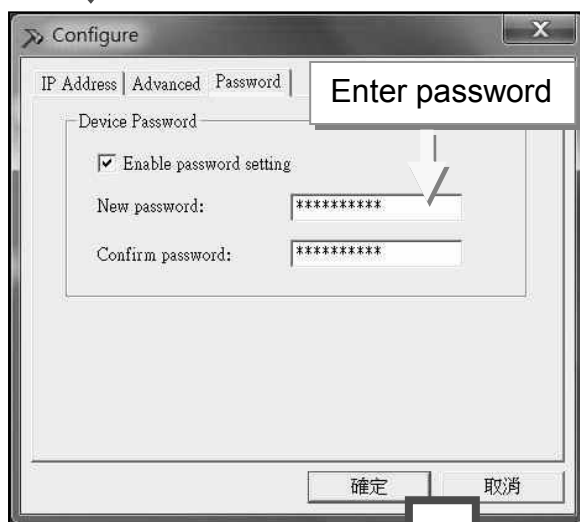 Configure
X
IP Address Advanced Password
Enter password
Device Password
Enable password setting
New password: **********
Confirm password: **********
確定 取消